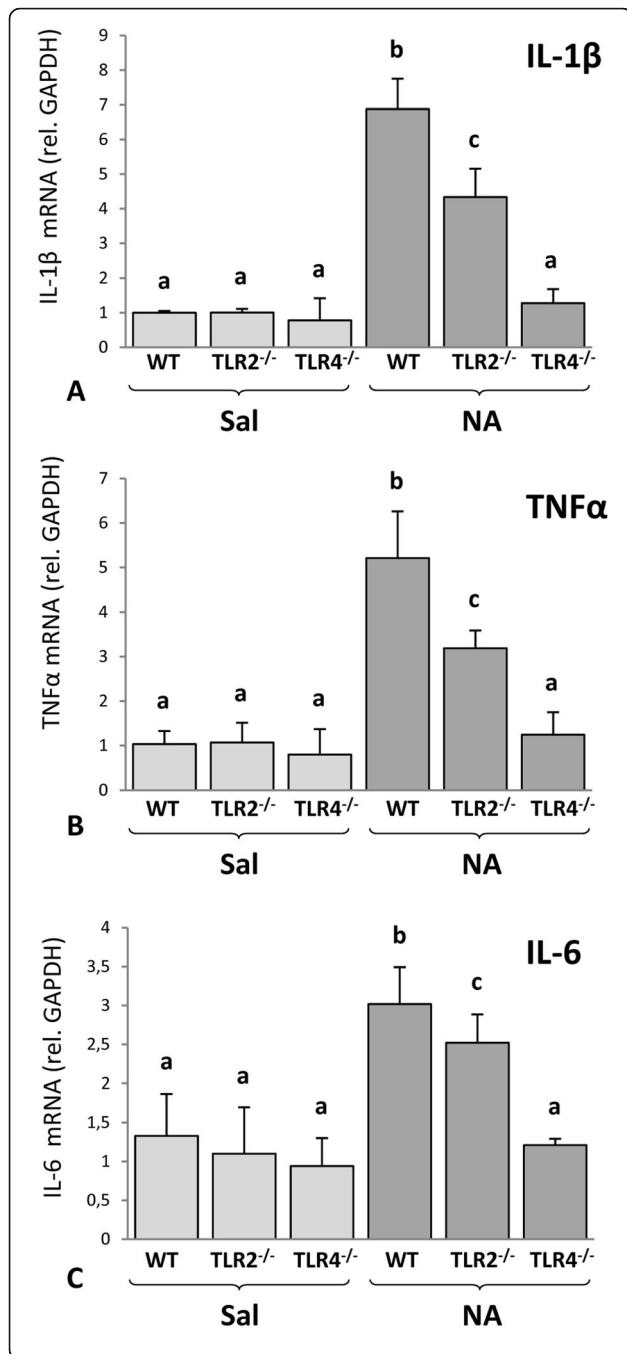 IL-1β
IL-1β mRNA (rel. GAPDH)
9
8
7
6
5
4
3
2
1
0
a
a
a
b
c
a
WT TLR2-/- TLR4-/- WT TLR2-/- TLR4-/-
A
Sal NA
TNFα
TNFα mRNA (rel. GAPDH)
7
6
5
4
3
2
1
0
a
a
a
b
c
a
WT TLR2-/- TLR4-/- WT TLR2-/- TLR4-/-
B
Sal NA
IL-6
IL-6 mRNA (rel. GAPDH)
4
3,5
3
2,5
2
1,5
1
0,5
0
a
a
a
b
c
a
WT TLR2-/- TLR4-/- WT TLR2-/- TLR4-/-
C
Sal NA